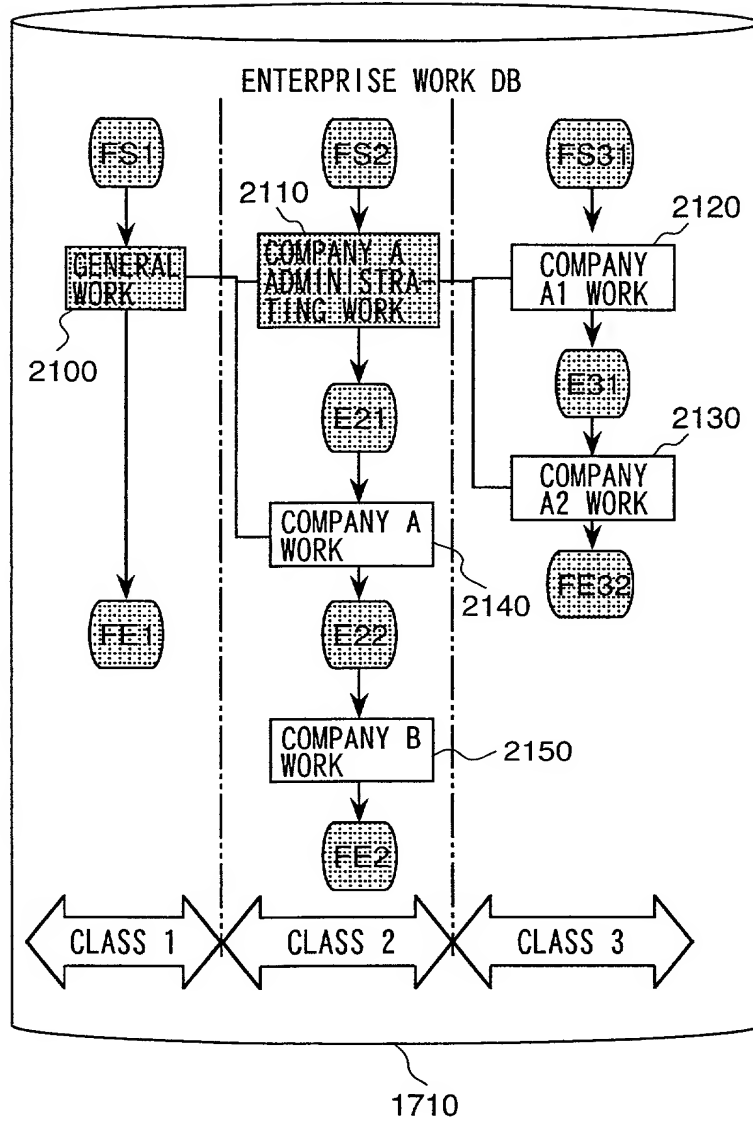 ENTERPRISE WORK DB
FS1
FS2
FS31
2110
2120
GENERAL
WORK
COMPANY A
ADMINISTRA-
TING WORK
COMPANY
A1 WORK
2100
E21
E31
2130
COMPANY
A2 WORK
COMPANY A
WORK
2140
FE32
FE1
E22
COMPANY B
WORK
2150
FE2
CLASS 1
CLASS 2
CLASS 3
1710